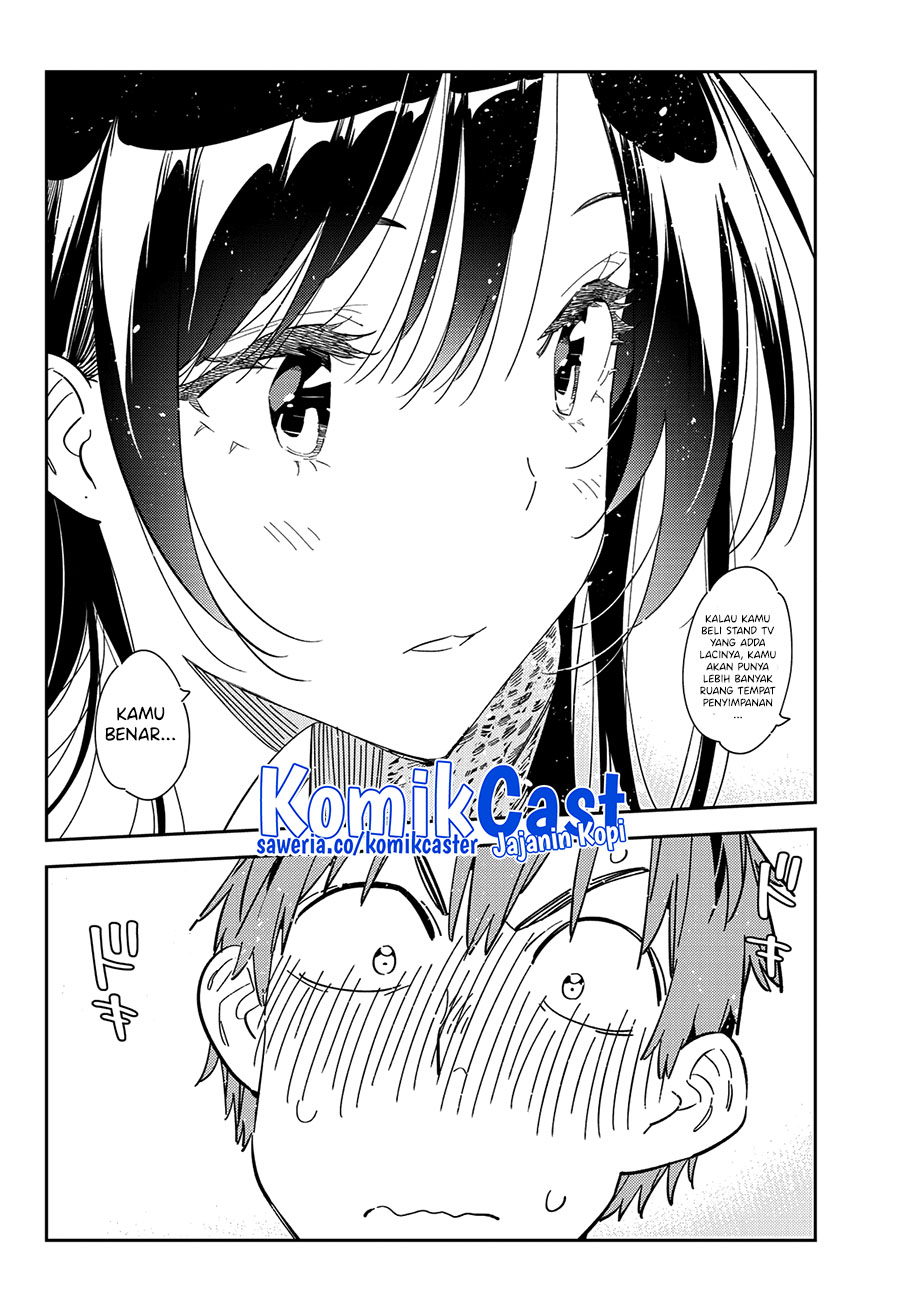 KALAU KAMU
BELI STAND TV
YANG ADDA
LACINYA, KAMU
AKAN PUNYA
LEBIH BANYAK
RUANG TEMPAT
PENYIMPANAN
...
KAMU
BENAR...
KomikCast
saweria.co/komikcaster Jajanin Kopi
ドキ
ドキ